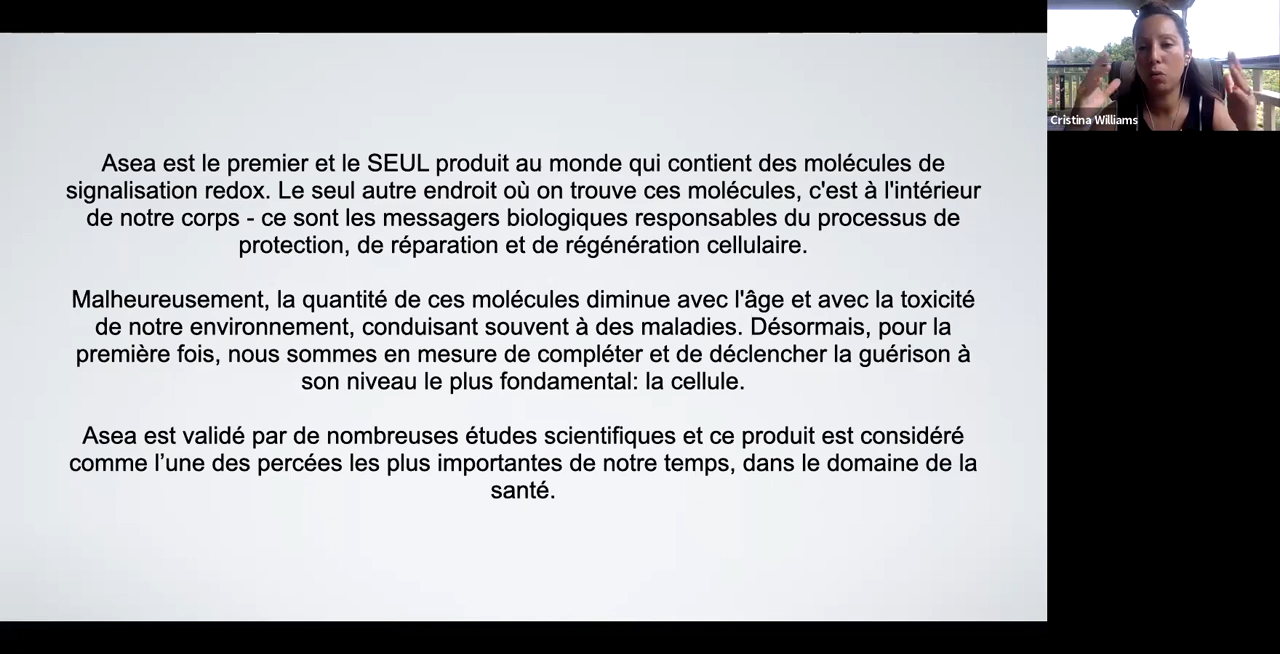 Asea est le premier et le SEUL produit au monde qui contient des molécules de
signalisation redox. Le seul autre endroit où on trouve ces molécules, c'est à l'intérieur
de notre corps - ce sont les messagers biologiques responsables du processus de
protection, de réparation et de régénération cellulaire.
Malheureusement, la quantité de ces molécules diminue avec l'âge et avec la toxicité
de notre environnement, conduisant souvent à des maladies. Désormais, pour la
première fois, nous sommes en mesure de compléter et de déclencher la guérison à
son niveau le plus fondamental: la cellule.
Asea est validé par de nombreuses études scientifiques et ce produit est considéré
comme l’une des percées les plus importantes de notre temps, dans le domaine de la
santé.
Cristina Williams